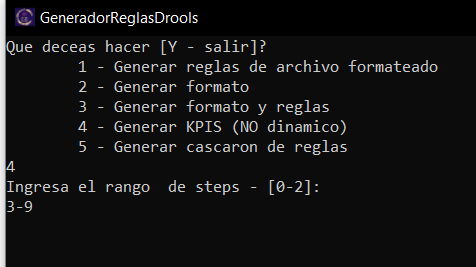 GeneradorReglasDrools
Que deceas hacer [Y - salir]?
1 - Generar reglas de archivo formateado
2 - Generar formato
3 - Generar formato y reglas
4 - Generar KPIS (NO dinamico)
5 - Generar cascaron de reglas
4
Ingresa el rango  de steps - [0-2]:
3-9